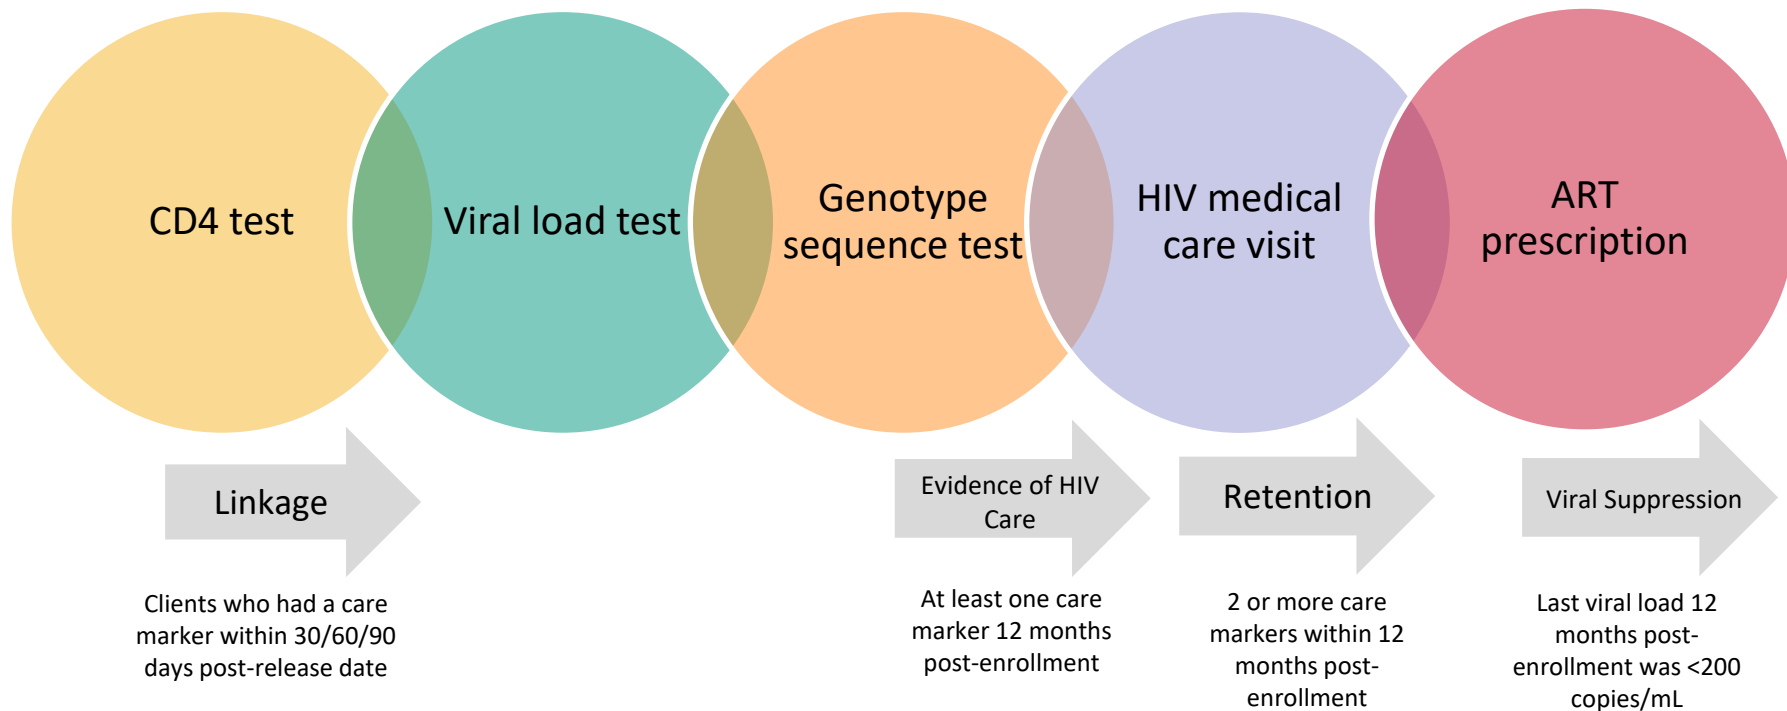 CD4 test
Viral load test
Genotype
sequence test
HIV medical
care visit
ART
prescription
Linkage
Evidence of HIV
Care
Retention
Viral Suppression
Clients who had a care
marker within 30/60/90
days post-release date
At least one care
marker 12 months
post-enrollment
2 or more care
markers within 12
months post-
enrollment
Last viral load 12
months post-
enrollment was <200
copies/mL